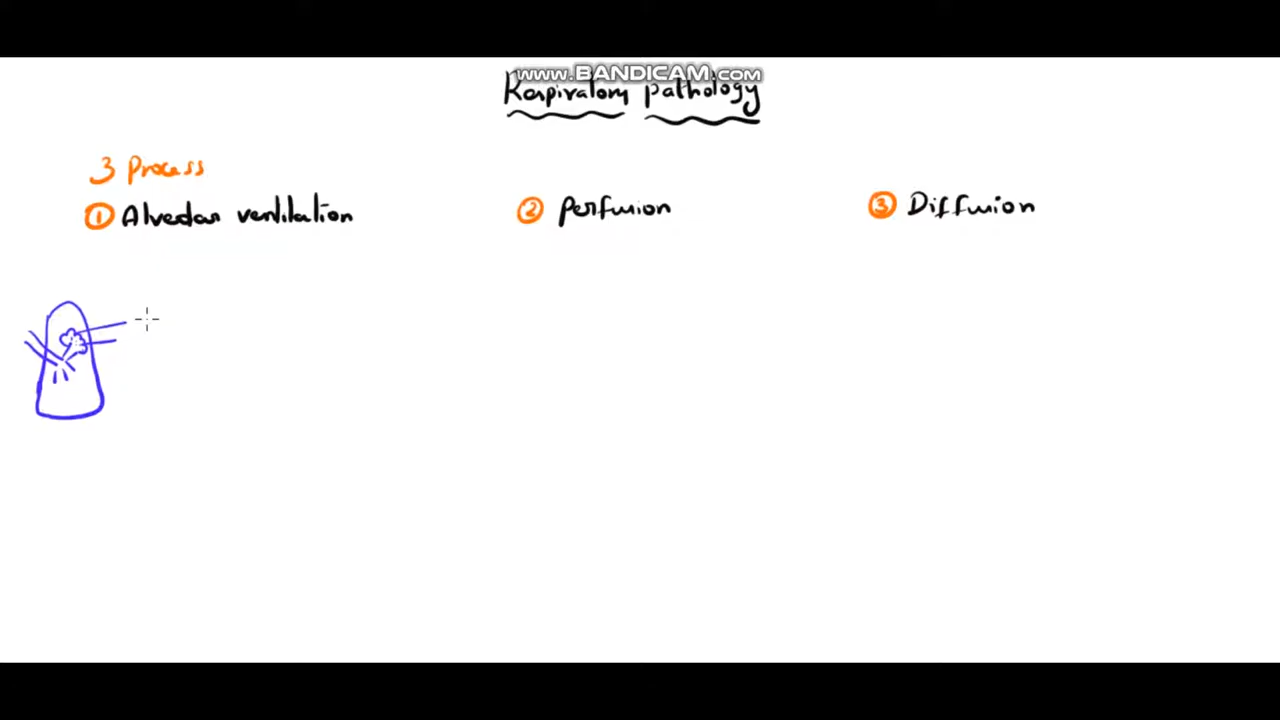 www.BANDICAM.com
Respiratory pathology
3 Process
① Alveolar ventilation
② Perfusion
③ Diffusion